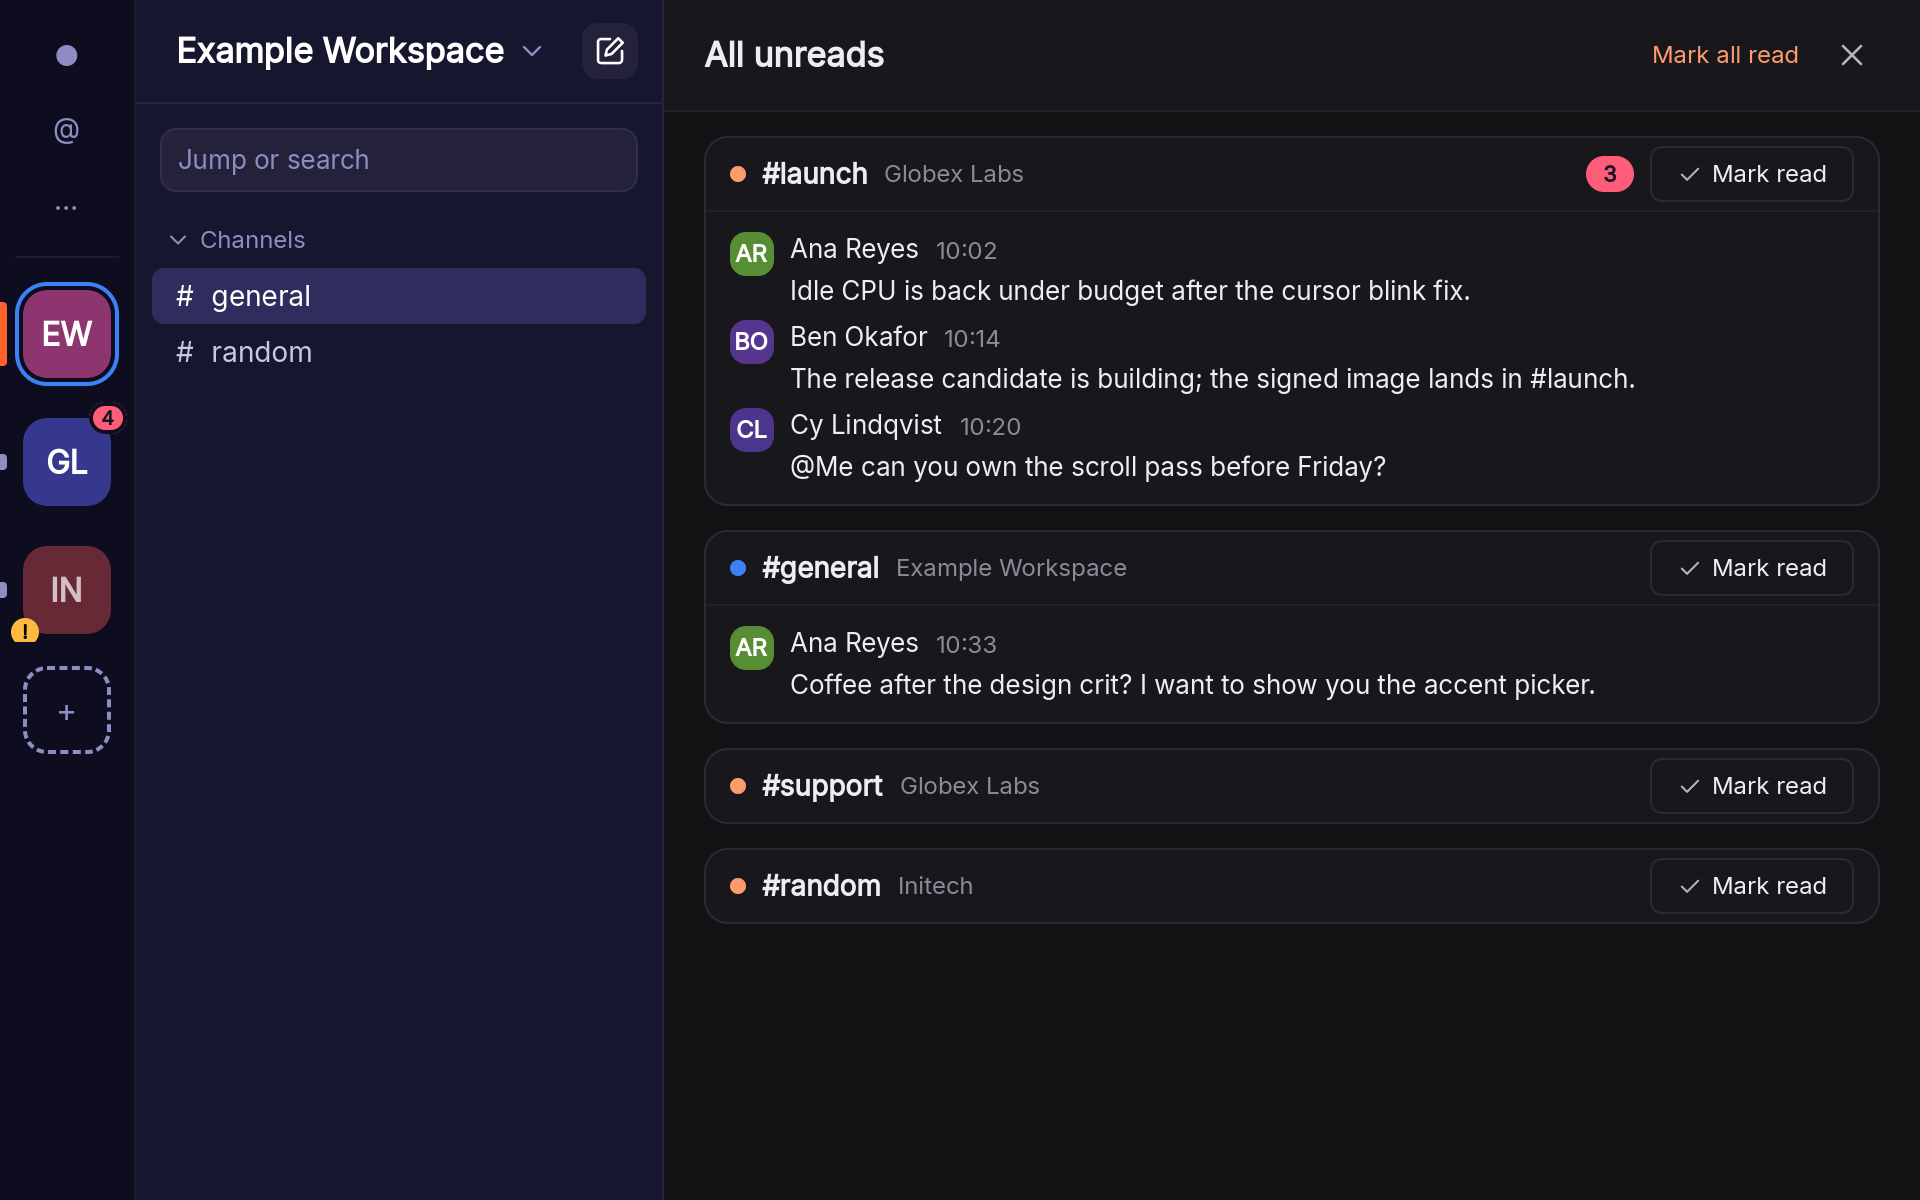 @
...
EW
4
GL
IN
!
+
Example Workspace
Jump or search
Channels
# general
# random
All unreads
Mark all read
#launch Globex Labs 3 Mark read
AR Ana Reyes 10:02
Idle CPU is back under budget after the cursor blink fix.
BO Ben Okafor 10:14
The release candidate is building; the signed image lands in #launch.
CL Cy Lindqvist 10:20
@Me can you own the scroll pass before Friday?
#general Example Workspace Mark read
AR Ana Reyes 10:33
Coffee after the design crit? I want to show you the accent picker.
#support Globex Labs Mark read
#random Initech Mark read